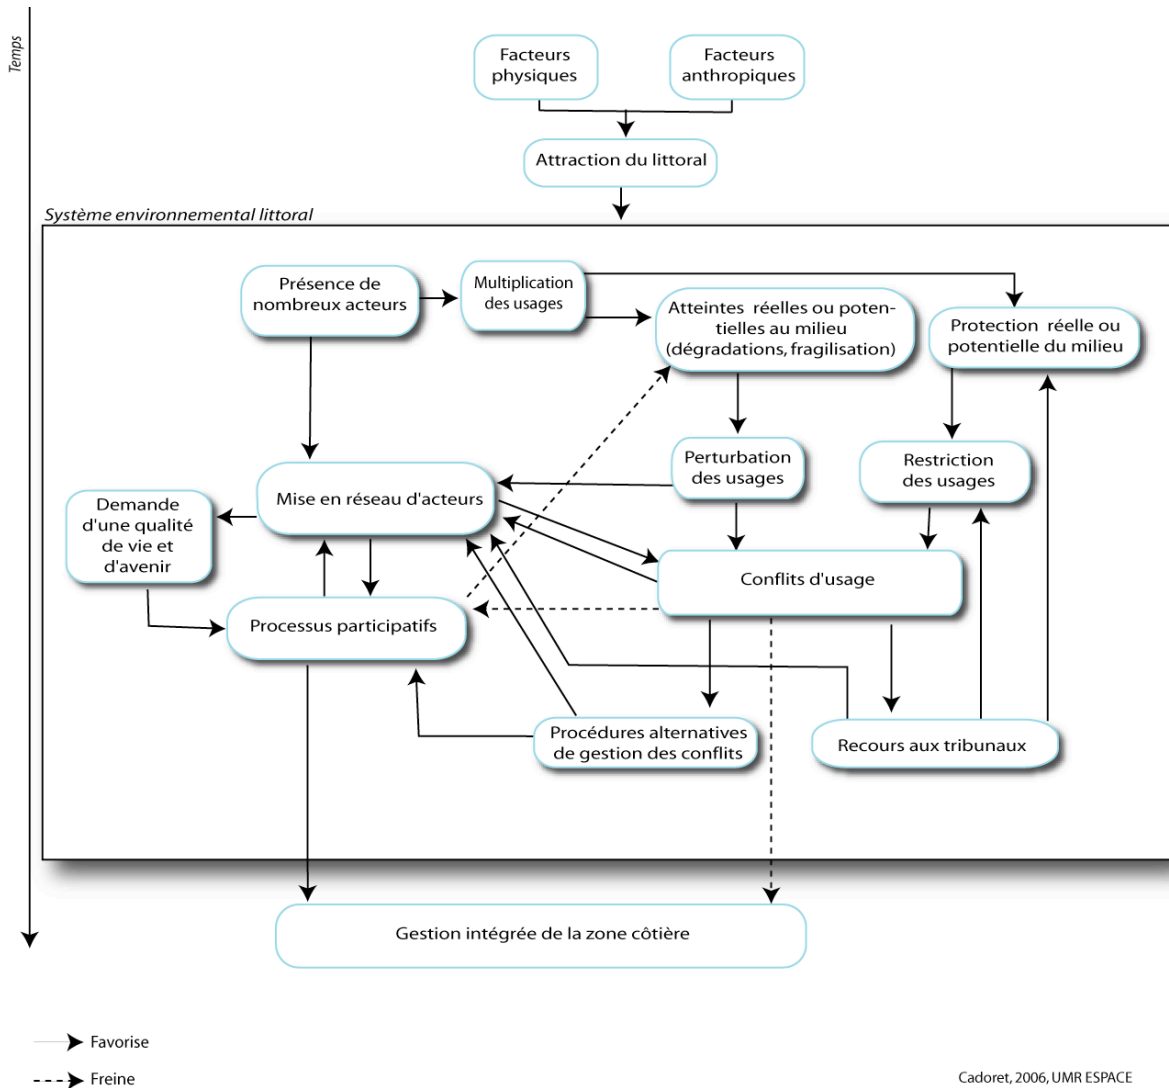 Temps
Facteurs
physiques
Facteurs
anthropiques
Attraction du littoral
Système environnemental littoral
Présence de
nombreux acteurs
Multiplication
des usages
Atteintes réelles ou poten-
tielles au milieu
(dégradations, fragilisation)
Protection réelle ou
potentielle du milieu
Perturbation
des usages
Restriction
des usages
Mise en réseau d'acteurs
Demande
d'une qualité
de vie et
d'avenir
Conflits d'usage
Processus participatifs
Procédures alternatives
de gestion des conflits
Recours aux tribunaux
Gestion intégrée de la zone côtière
Favorise
Freine
Cadoret, 2006, UMR ESPACE